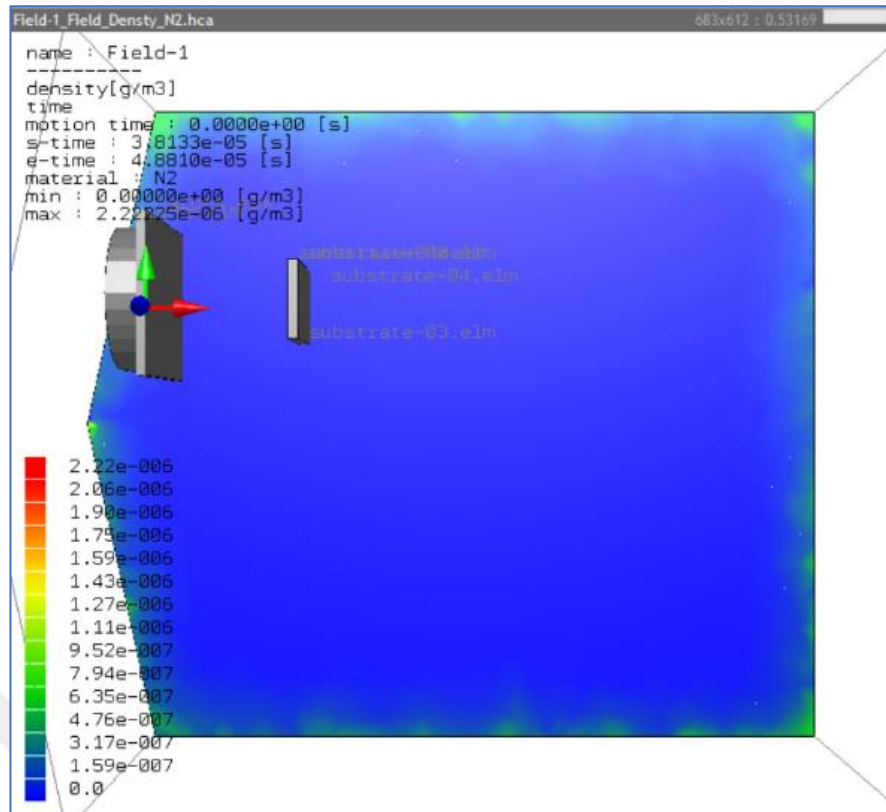 Field-1_Field_Densty_N2.hca
683x612 : 0.53169
name : Field-1
----------
density[g/m3]
time
motion time : 0.0000e+00 [s]
s-time : 3.8133e-05 [s]
e-time : 4.8810e-05 [s]
material : N2
min : 0.00000e+00 [g/m3]
max : 2.22225e-06 [g/m3]
substrate-04.elm
substrate-03.elm
2.22e-006
2.06e-006
1.90e-006
1.75e-006
1.59e-006
1.43e-006
1.27e-006
1.11e-006
9.52e-007
7.94e-007
6.35e-007
4.76e-007
3.17e-007
1.59e-007
0.0